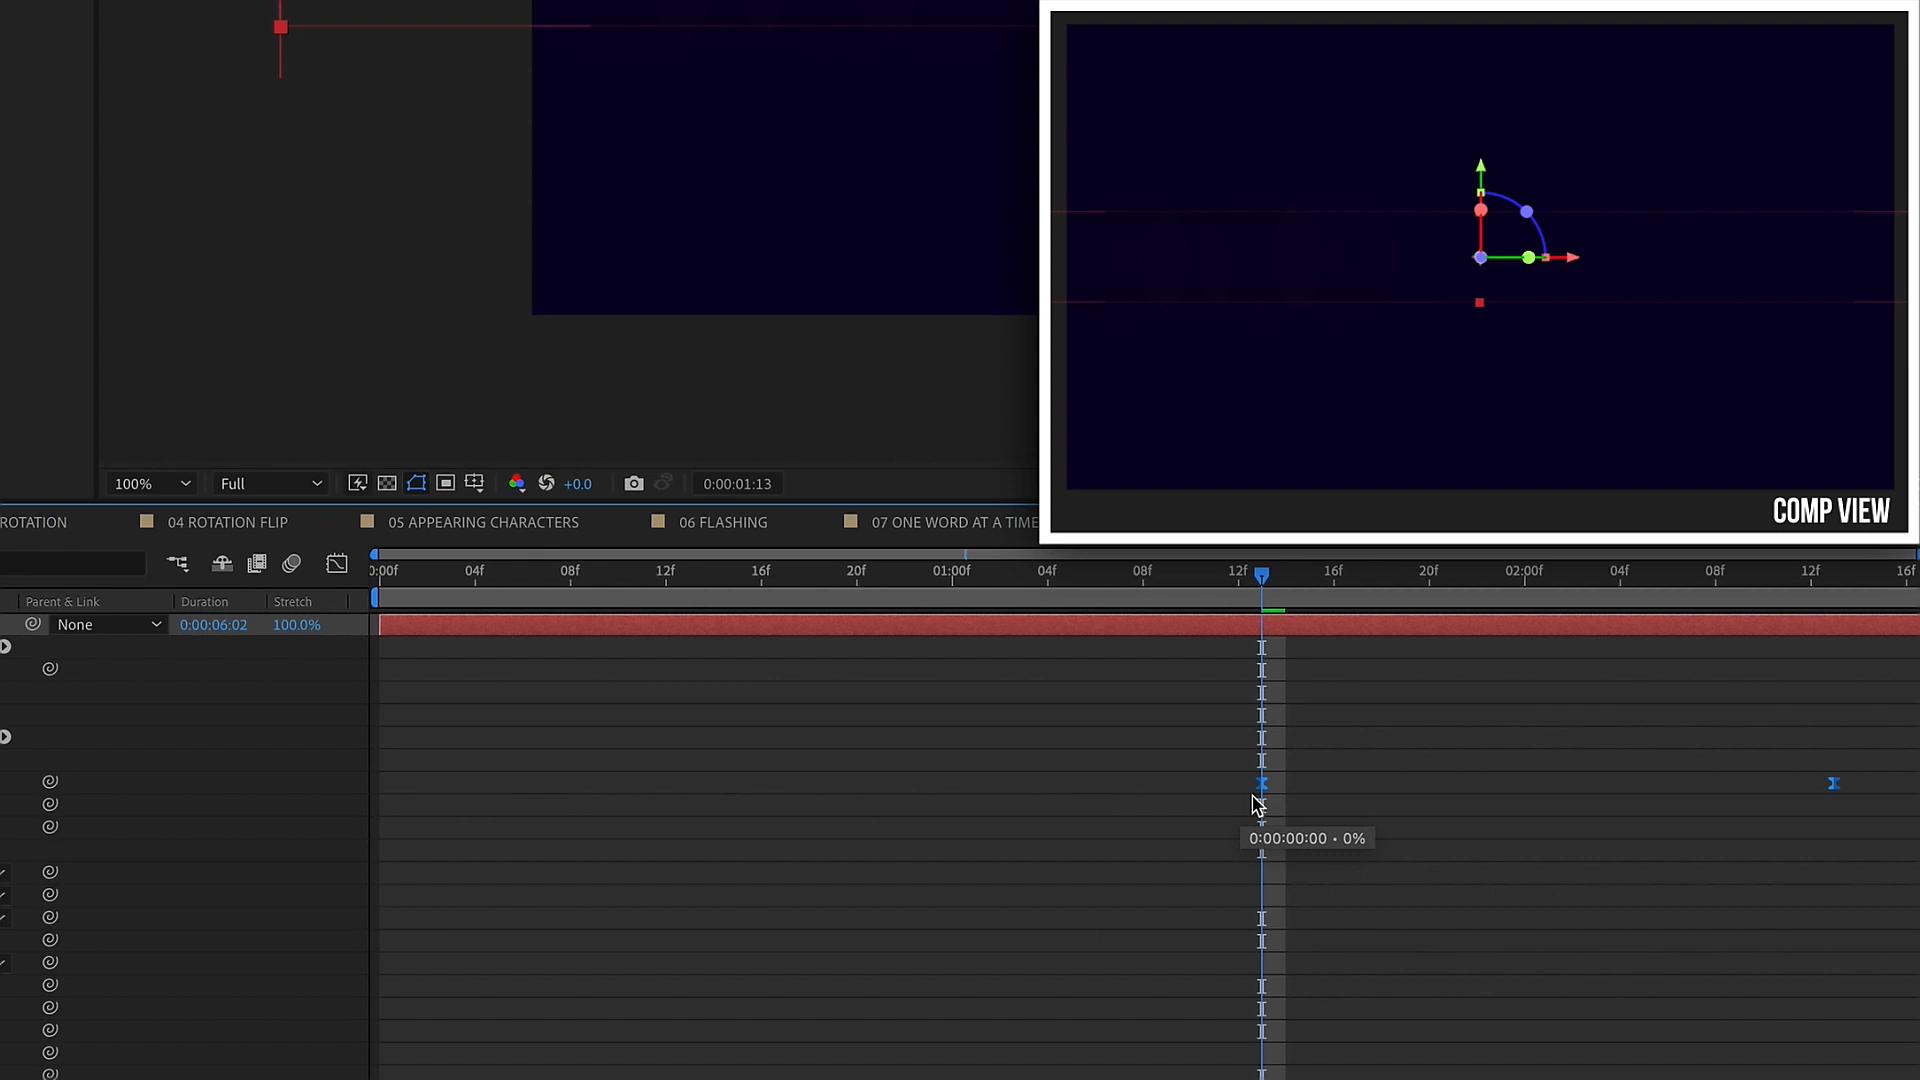 COMP VIEW
100% Full +0.0 0:00:01:13
ROTATION 04 ROTATION FLIP 05 APPEARING CHARACTERS 06 FLASHING 07 ONE WORD AT A TIME
0:00f 04f 08f 12f 16f 20f 01:00f 04f 08f 12f 16f 20f 02:00f 04f 08f 12f 16f
Parent & Link Duration Stretch
None 0:00:06:02 100.0%
0:00:00:00 • 0%